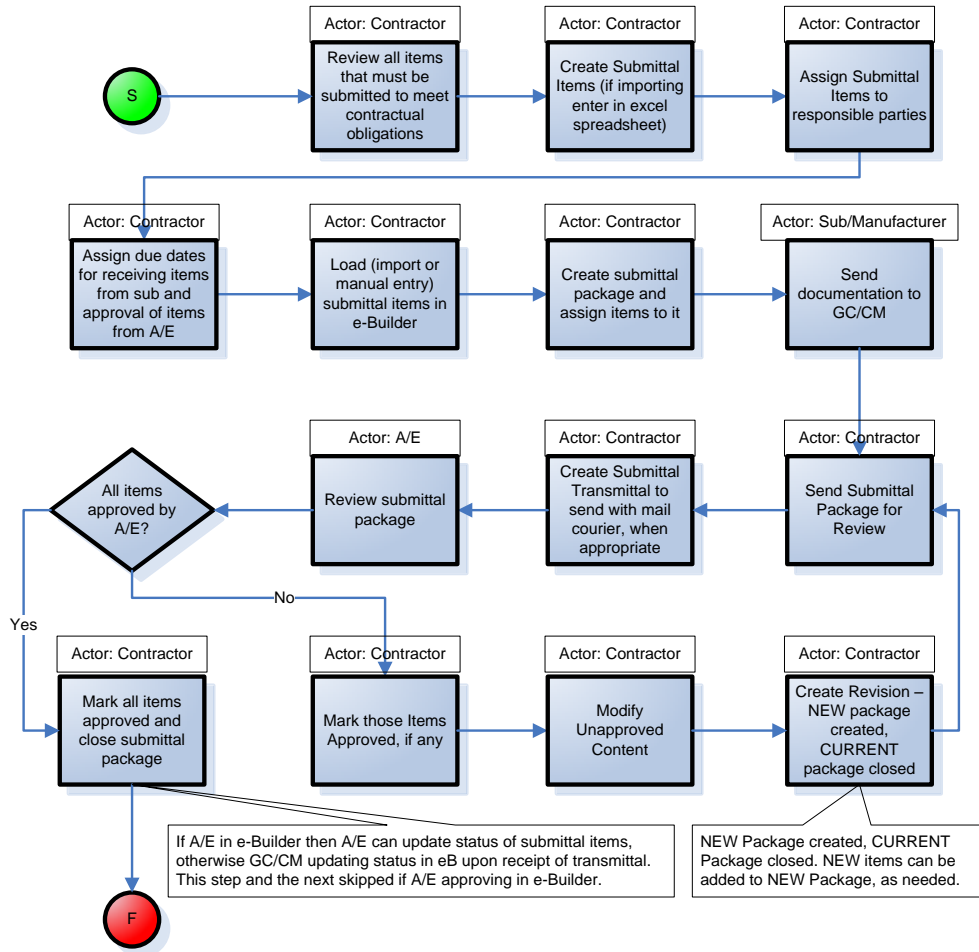 Actor: Contractor
Actor: Contractor
Actor: Contractor
S
Review all items
that must be
submitted to meet
contractual
obligations
Create Submittal
Items (if importing
enter in excel
spreadsheet)
Assign Submittal
Items to
responsible parties
Actor: Contractor
Actor: Contractor
Actor: Contractor
Actor: Sub/Manufacturer
Assign due dates
for receiving items
from sub and
approval of items
from A/E
Load (import or
manual entry)
submittal items in
e-Builder
Create submittal
package and
assign items to it
Send
documentation to
GC/CM
Actor: A/E
Actor: Contractor
Actor: Contractor
All items
approved by
A/E?
Review submittal
package
Create Submittal
Transmittal to
send with mail
courier, when
appropriate
Send Submittal
Package for
Review
No
Yes
Actor: Contractor
Actor: Contractor
Actor: Contractor
Actor: Contractor
Mark all items
approved and
close submittal
package
Mark those Items
Approved, if any
Modify
Unapproved
Content
Create Revision –
NEW package
created,
CURRENT
package closed
If A/E in e-Builder then A/E can update status of submittal items,
otherwise GC/CM updating status in eB upon receipt of transmittal.
This step and the next skipped if A/E approving in e-Builder.
NEW Package created, CURRENT
Package closed. NEW items can be
added to NEW Package, as needed.
F